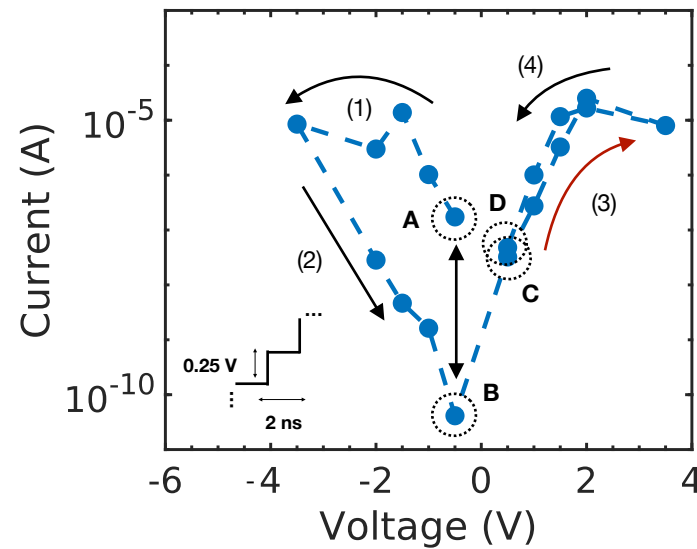 Current (A)
10^-5
10^-10
(1)
(2)
(3)
(4)
A
B
C
D
0.25 V
2 ns
...
...
-6
-4
-2
0
2
4
Voltage (V)